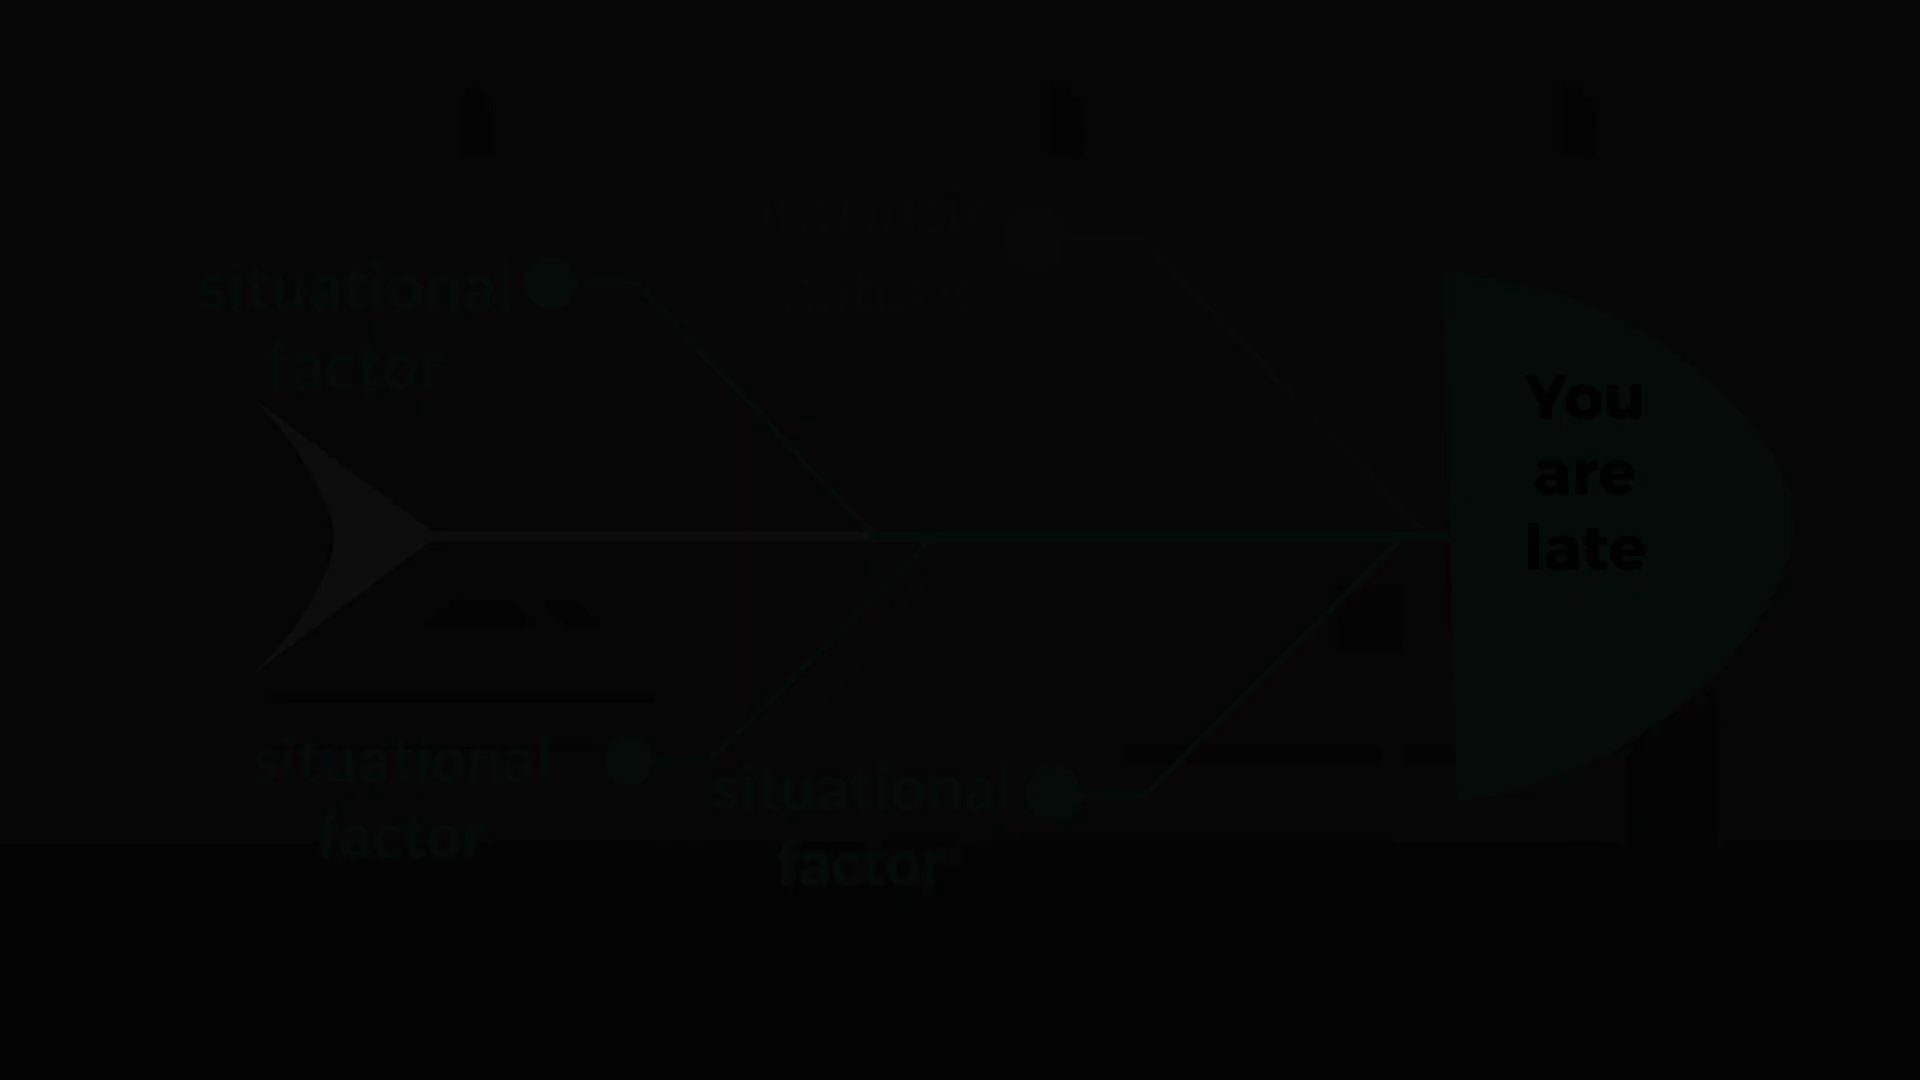 intrinsic
nature
situational
factor
You
are
late
situational
factor
situational
factor